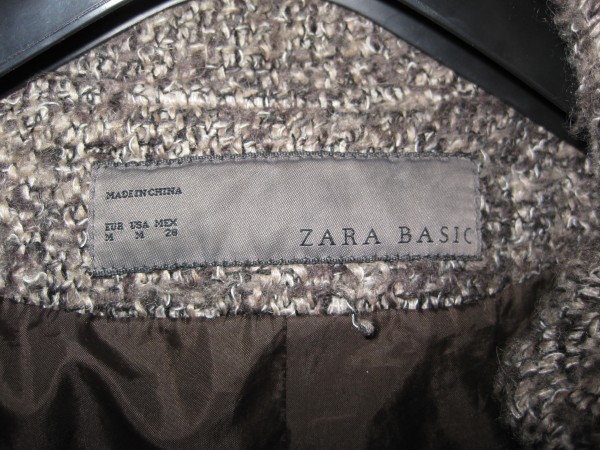 MADE IN CHINA
EUR USA MEX
M M 28
ZARA BASIC